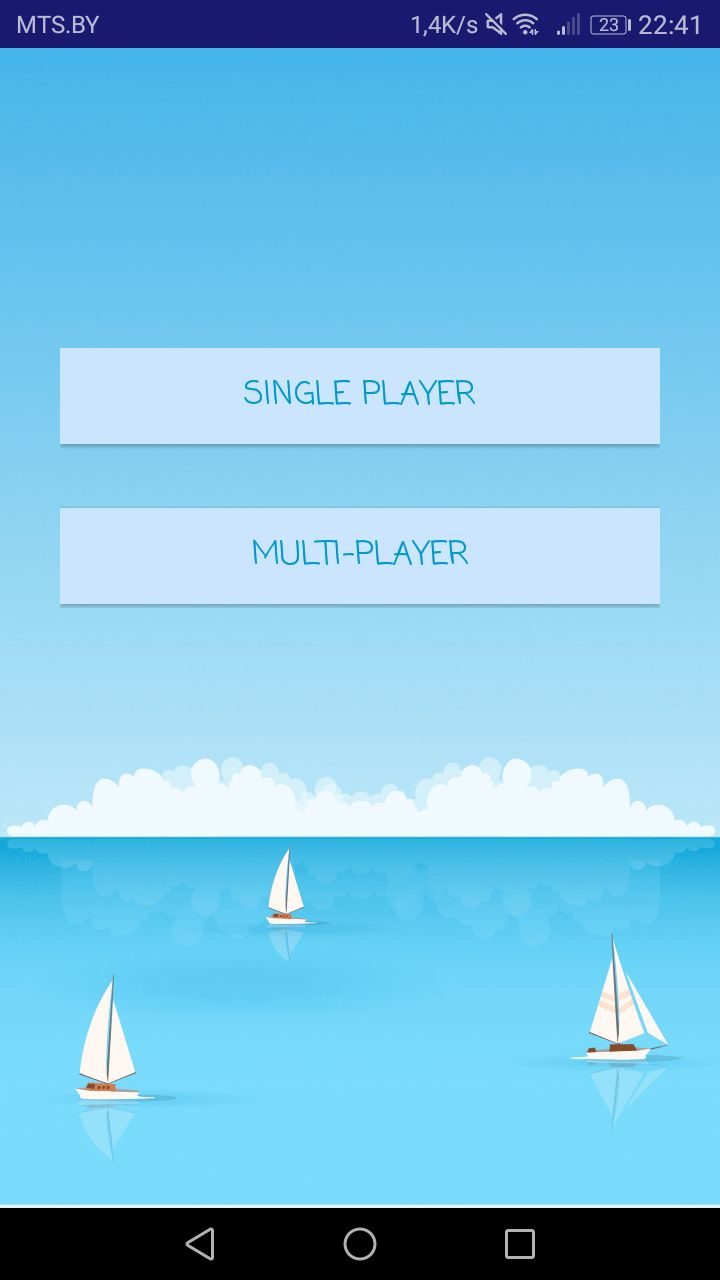 MTS.BY 1,4K/s 23 22:41
SINGLE PLAYER
MULTI-PLAYER